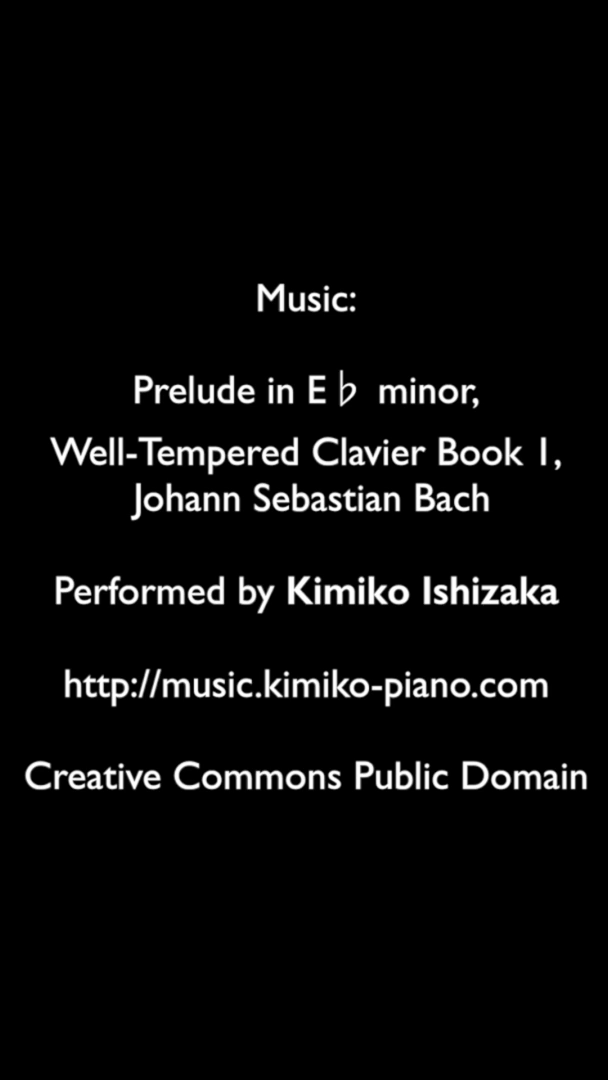 Music:
Prelude in E♭ minor,
Well-Tempered Clavier Book 1,
Johann Sebastian Bach
Performed by Kimiko Ishizaka
http://music.kimiko-piano.com
Creative Commons Public Domain